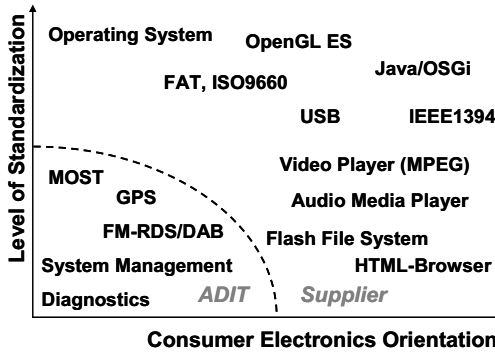 Level of Standardization
Operating System
OpenGL ES
Java/OSGi
FAT, ISO9660
USB
IEEE1394
Video Player (MPEG)
MOST
GPS
Audio Media Player
FM-RDS/DAB
Flash File System
System Management
HTML-Browser
Diagnostics
ADIT
Supplier
Consumer Electronics Orientation